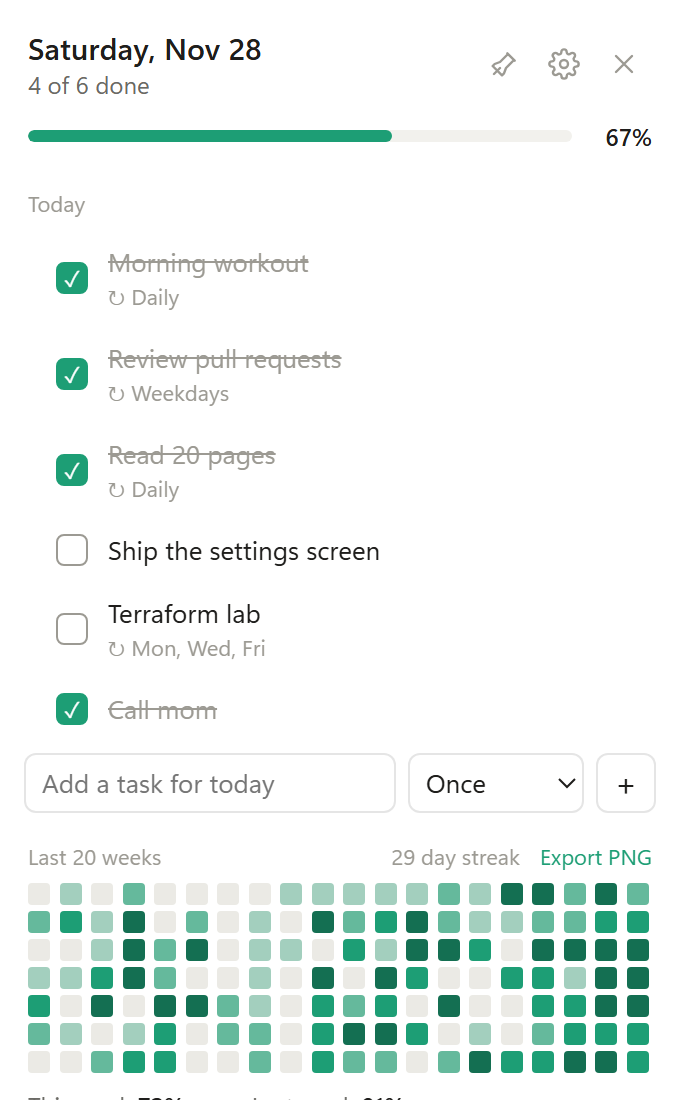 Saturday, Nov 28
4 of 6 done
67%
Today
Morning workout
↻ Daily
Review pull requests
↻ Weekdays
Read 20 pages
↻ Daily
Ship the settings screen
Terraform lab
↻ Mon, Wed, Fri
Call mom
Add a task for today
Once
+
Last 20 weeks
29 day streak
Export PNG